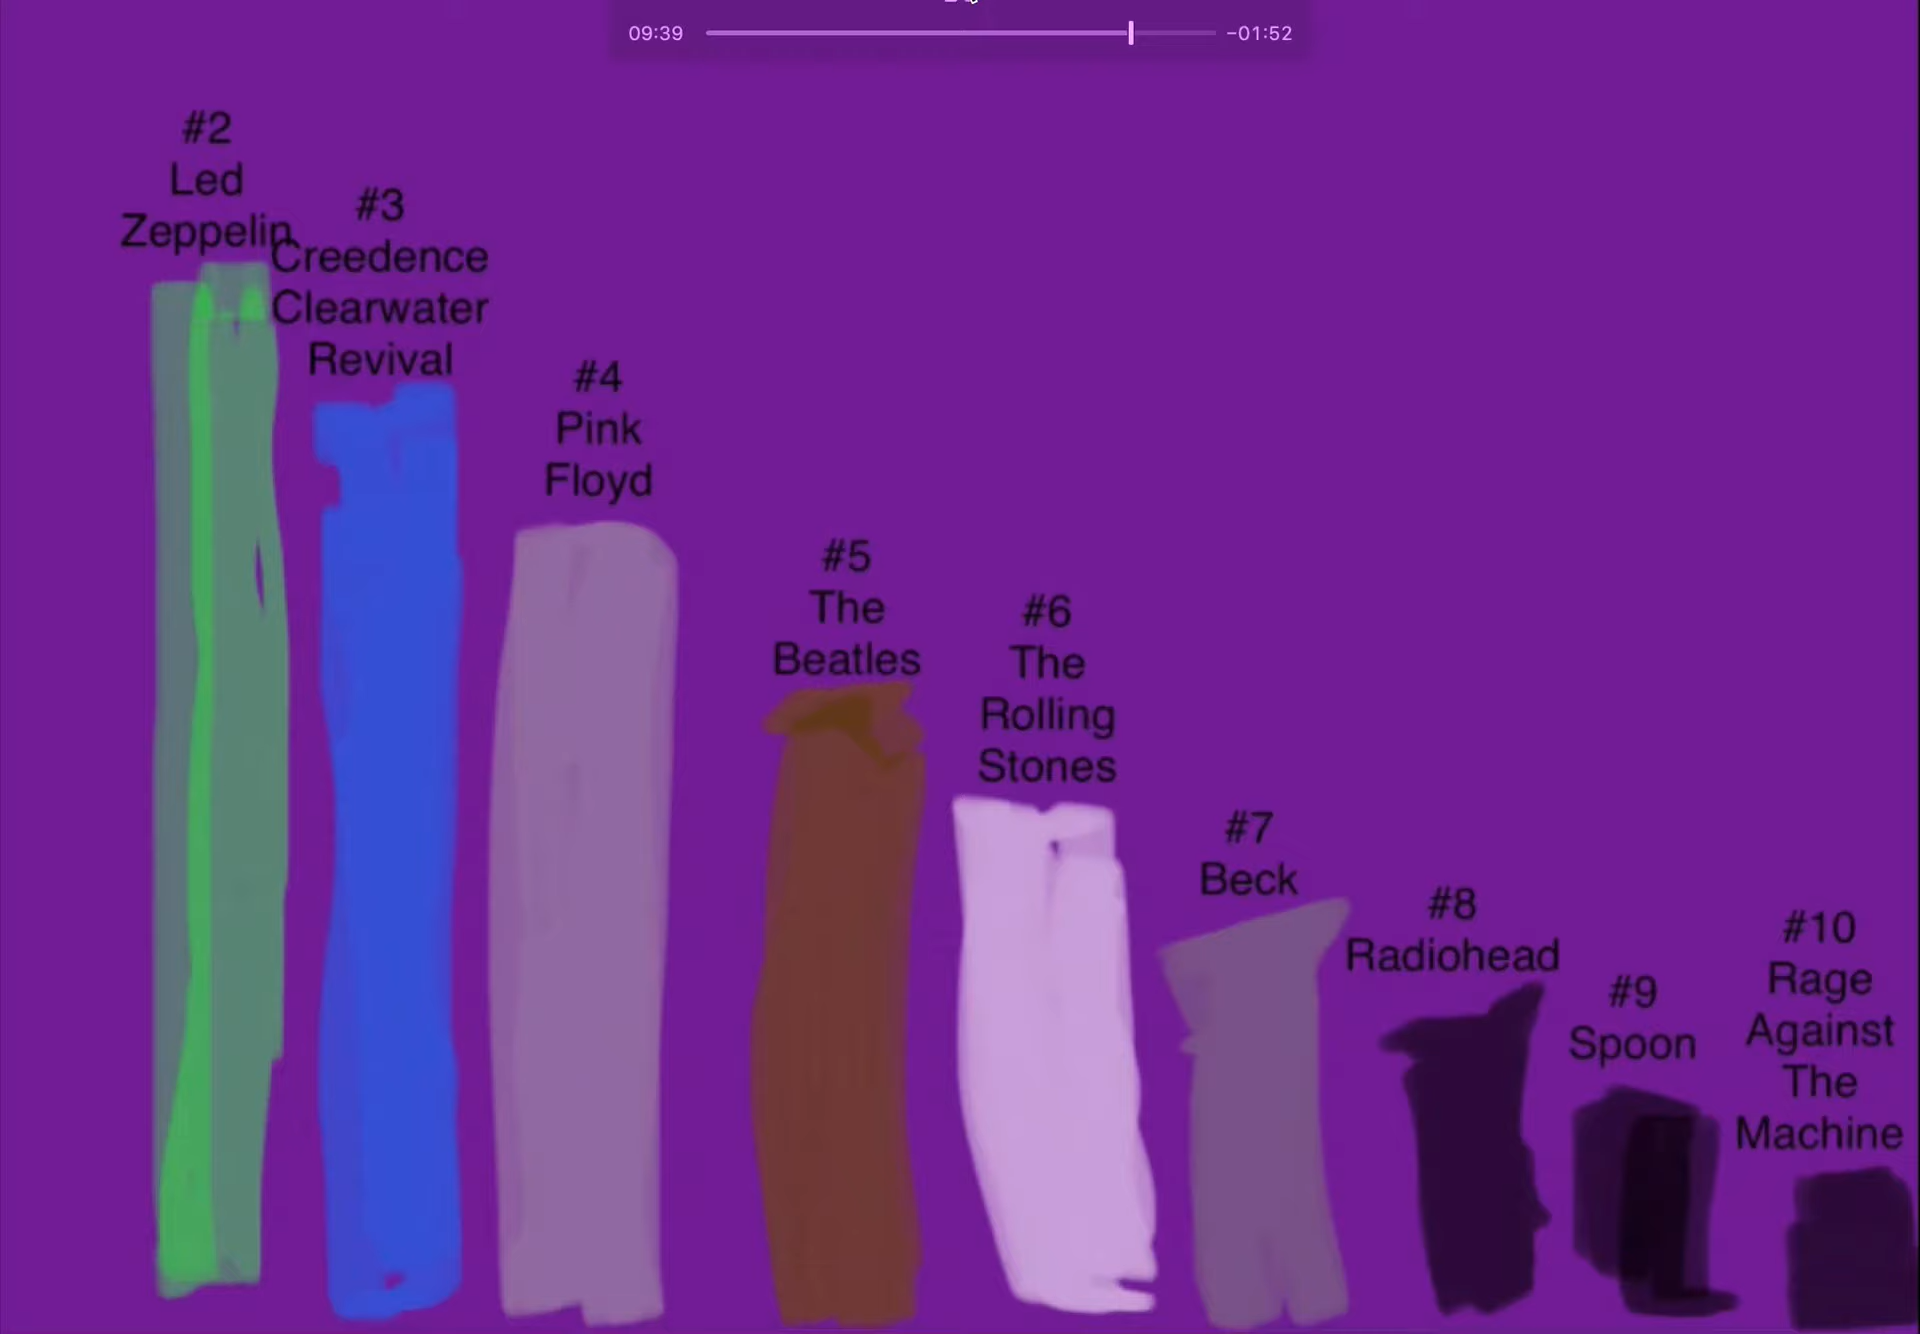 09:39
-01:52
#2
Led
Zeppelin
#3
Creedence
Clearwater
Revival
#4
Pink
Floyd
#5
The
Beatles
#6
The
Rolling
Stones
#7
Beck
#8
Radiohead
#9
Spoon
#10
Rage
Against
The
Machine